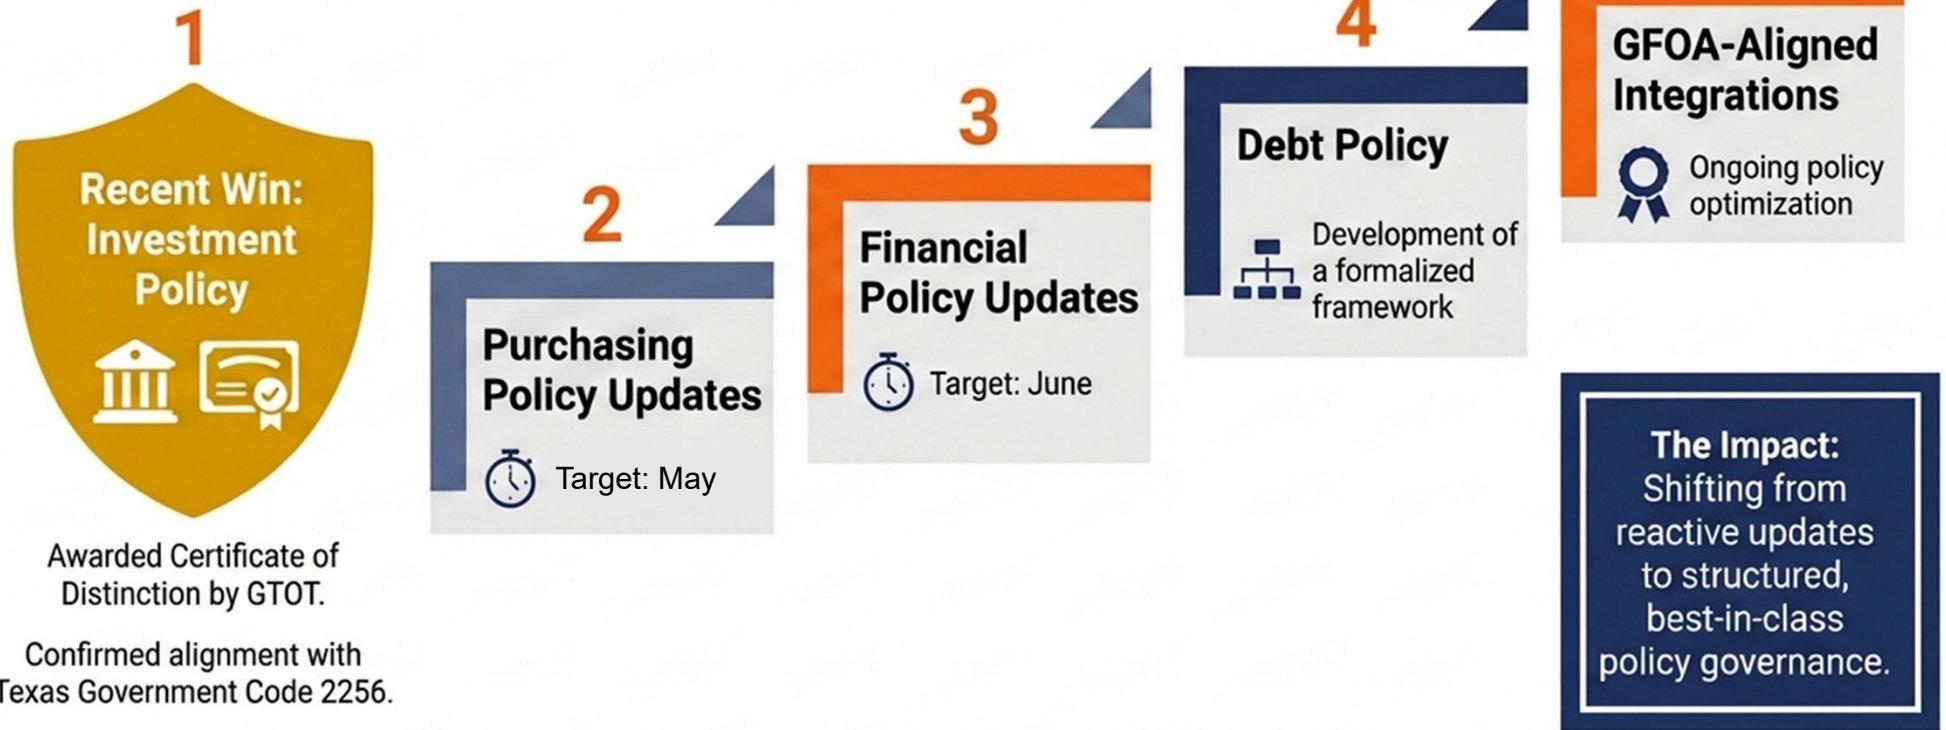 1
Recent Win:
Investment
Policy
Awarded Certificate of
Distinction by GTOT.
Confirmed alignment with
Texas Government Code 2256.
2
Purchasing
Policy Updates
Target: May
3
Financial
Policy Updates
Target: June
4
Debt Policy
Development of
a formalized
framework
GFOA-Aligned
Integrations
Ongoing policy
optimization
The Impact:
Shifting from
reactive updates
to structured,
best-in-class
policy governance.